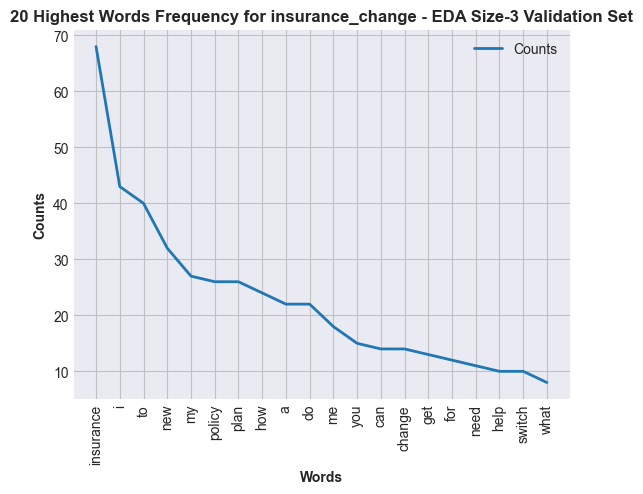 20 Highest Words Frequency for insurance_change - EDA Size-3 Validation Set
Counts
70
60
50
40
30
20
10
Counts
insurance
i
to
new
my
policy
plan
how
a
do
me
you
can
change
get
for
need
help
switch
what
Words